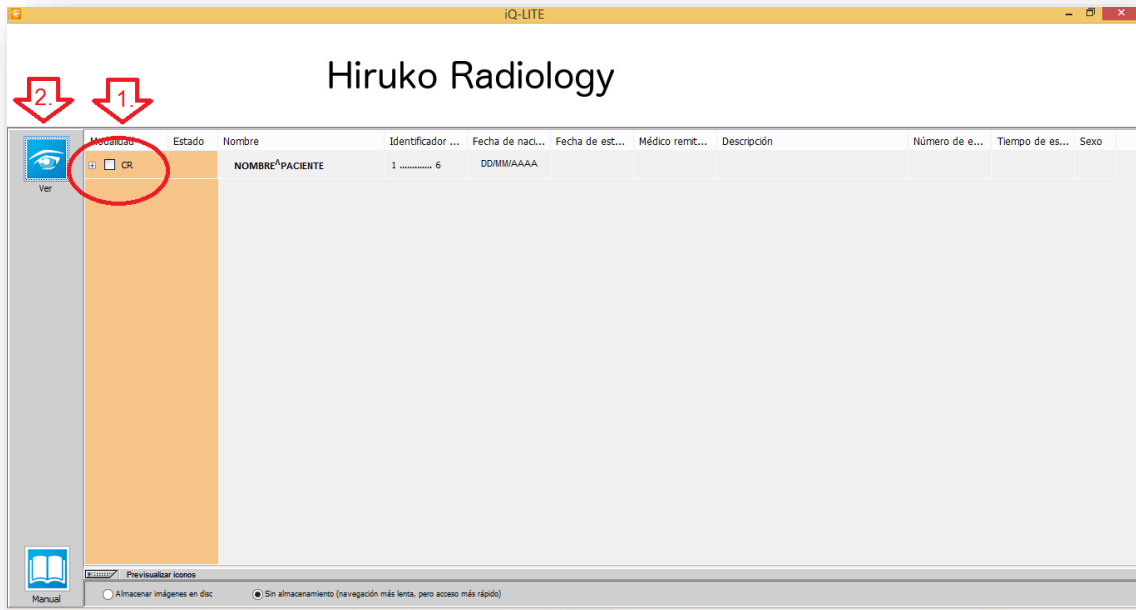 iQ-LITE
Hiruko Radiology
2. 1.
Modalidad Estado Nombre Identificador ... Fecha de naci... Fecha de est... Médico remit... Descripción Número de e... Tiempo de es... Sexo
CR NOMBRE^PACIENTE 1 ............. 6 DD/MM/AAAA
Ver
Previsualizar iconos
Manual Almacenar imágenes en disc Sin almacenamiento (navegación más lenta, pero acceso más rápido)